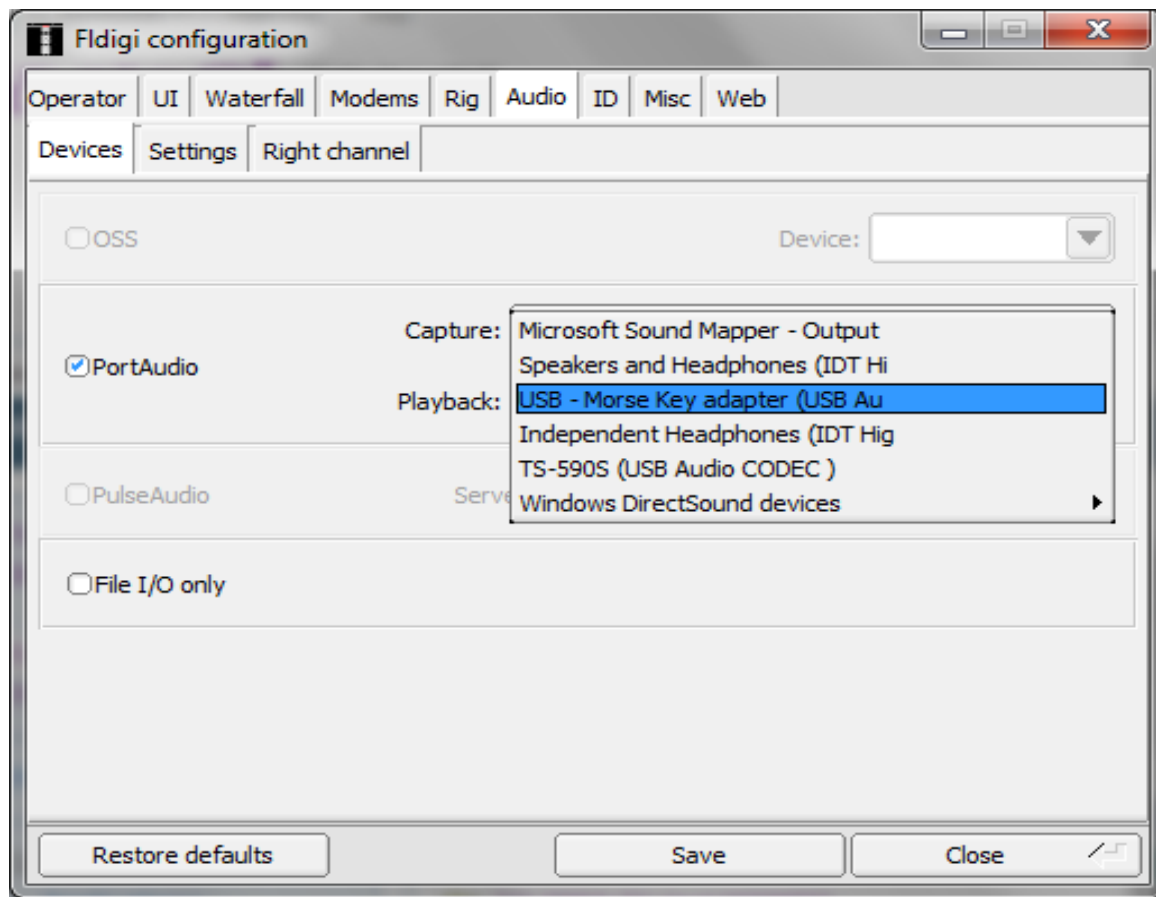 Fldigi configuration
Operator UI Waterfall Modems Rig Audio ID Misc Web
Devices Settings Right channel
OSS Device:
Capture: Microsoft Sound Mapper - Output
PortAudio Speakers and Headphones (IDT Hi
Playback: USB - Morse Key adapter (USB Au
Independent Headphones (IDT Hig
TS-590S (USB Audio CODEC )
PulseAudio Serve Windows DirectSound devices
File I/O only
Restore defaults Save Close